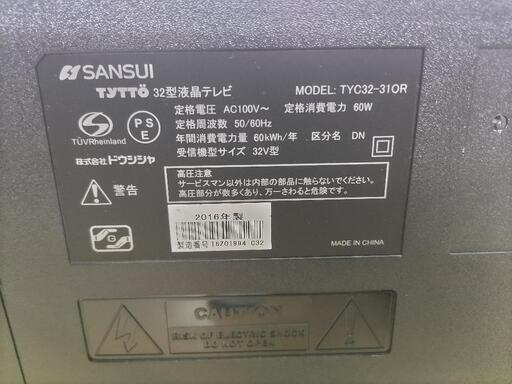 SANSUI
TYTTÖ 32型液晶テレビ MODEL: TYC32-31OR
TÜVRheinland
PS
E
定格電圧 AC100V～ 定格消費電力 60W
定格周波数 50/60Hz
年間消費電力量 60kWh/年 区分名 DN
受信機型サイズ 32V型
株式会社ドウシシャ
警告
高圧注意
サービスマン以外は内部の部品に触らないでください。
高圧部分が数多くあり、万一さわると危険です。
G
2016年製
製造番号 16Z01994 C32
MADE IN CHINA
CAUTION
RISK OF ELECTRIC SHOCK
DO NOT OPEN